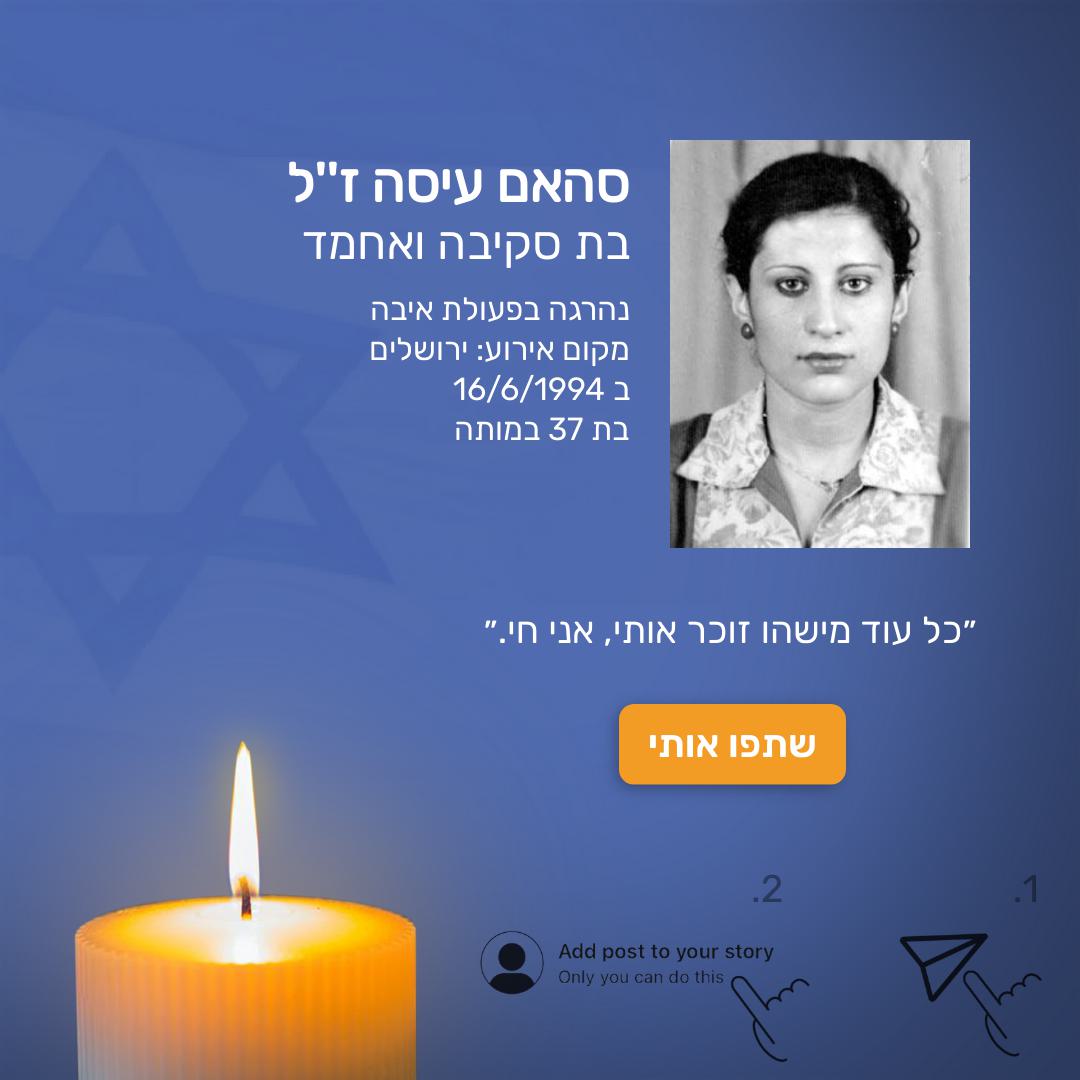 סהאם עיסה ז"ל
בת סקיבה ואחמד
נהרגה בפעולת איבה
מקום אירוע: ירושלים
ב 16/6/1994
בת 37 במותה
"כל עוד מישהו זוכר אותי, אני חי."
שתפו אותי
1.
2.
Add post to your story
Only you can do this